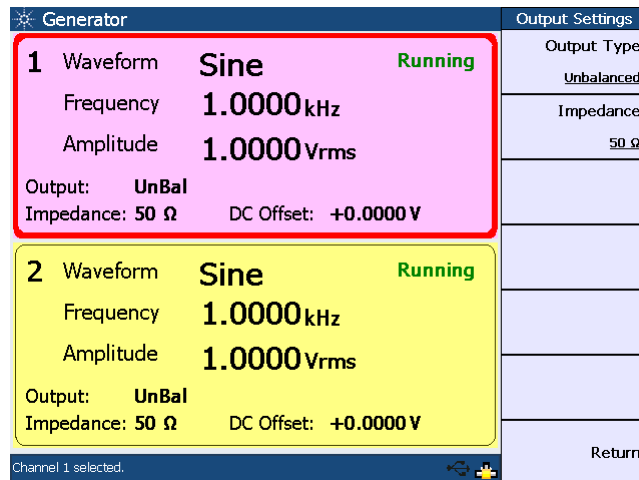 Generator
1 Waveform Sine Running
Frequency 1.0000 kHz
Amplitude 1.0000 Vrms
Output: UnBal
Impedance: 50 Ω DC Offset: +0.0000 V
2 Waveform Sine Running
Frequency 1.0000 kHz
Amplitude 1.0000 Vrms
Output: UnBal
Impedance: 50 Ω DC Offset: +0.0000 V
Channel 1 selected.
Output Settings
Output Type
Unbalanced
Impedance
50 Ω
Return